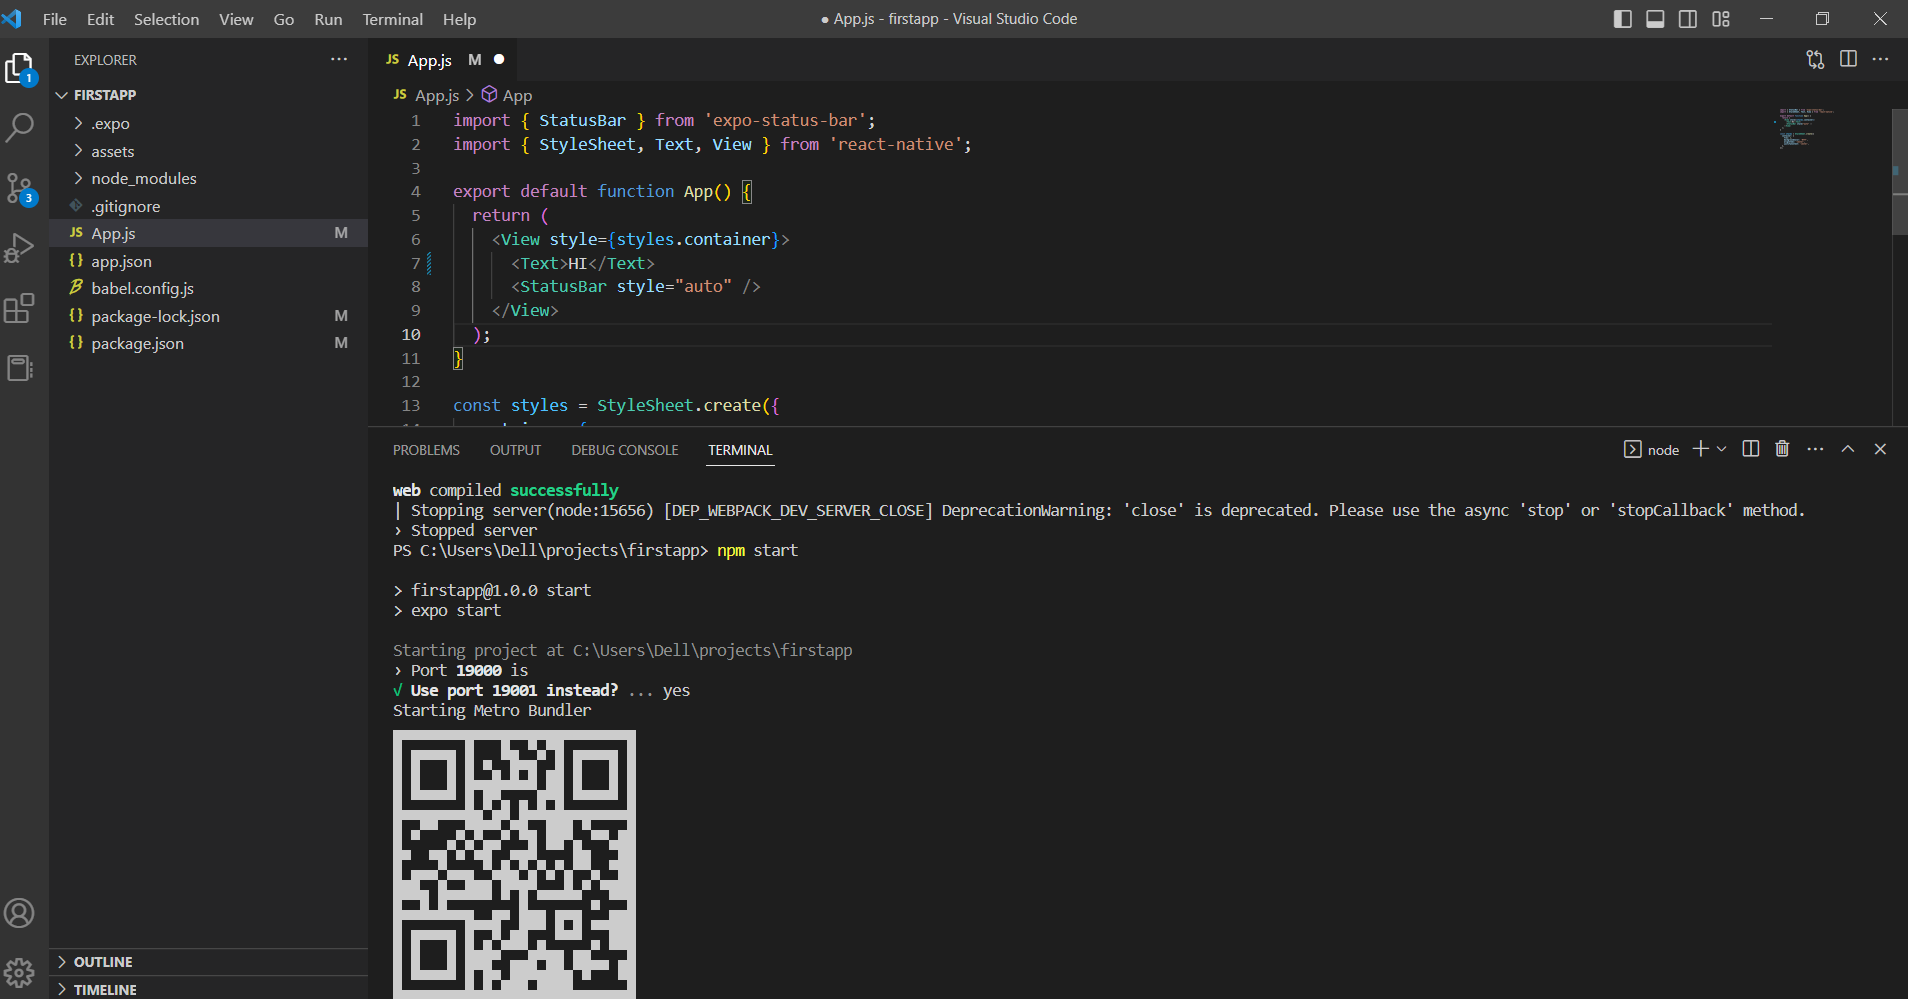 File Edit Selection View Go Run Terminal Help
● App.js - firstapp - Visual Studio Code
EXPLORER
FIRSTAPP
.expo
assets
node_modules
.gitignore
JS App.js M
{} app.json
babel.config.js
{} package-lock.json M
{} package.json M
OUTLINE
TIMELINE
1
3
JS App.js M ●
JS App.js > App
1 import { StatusBar } from 'expo-status-bar';
2 import { StyleSheet, Text, View } from 'react-native';
3
4 export default function App() {
5 return (
6 <View style={styles.container}>
7 <Text>HI</Text>
8 <StatusBar style="auto" />
9 </View>
10 );
11 }
12
13 const styles = StyleSheet.create({
PROBLEMS OUTPUT DEBUG CONSOLE TERMINAL
node
web compiled successfully
| Stopping server(node:15656) [DEP_WEBPACK_DEV_SERVER_CLOSE] DeprecationWarning: 'close' is deprecated. Please use the async 'stop' or 'stopCallback' method.
› Stopped server
PS C:\Users\Dell\projects\firstapp> npm start
> firstapp@1.0.0 start
> expo start
Starting project at C:\Users\Dell\projects\firstapp
› Port 19000 is
√ Use port 19001 instead? ... yes
Starting Metro Bundler